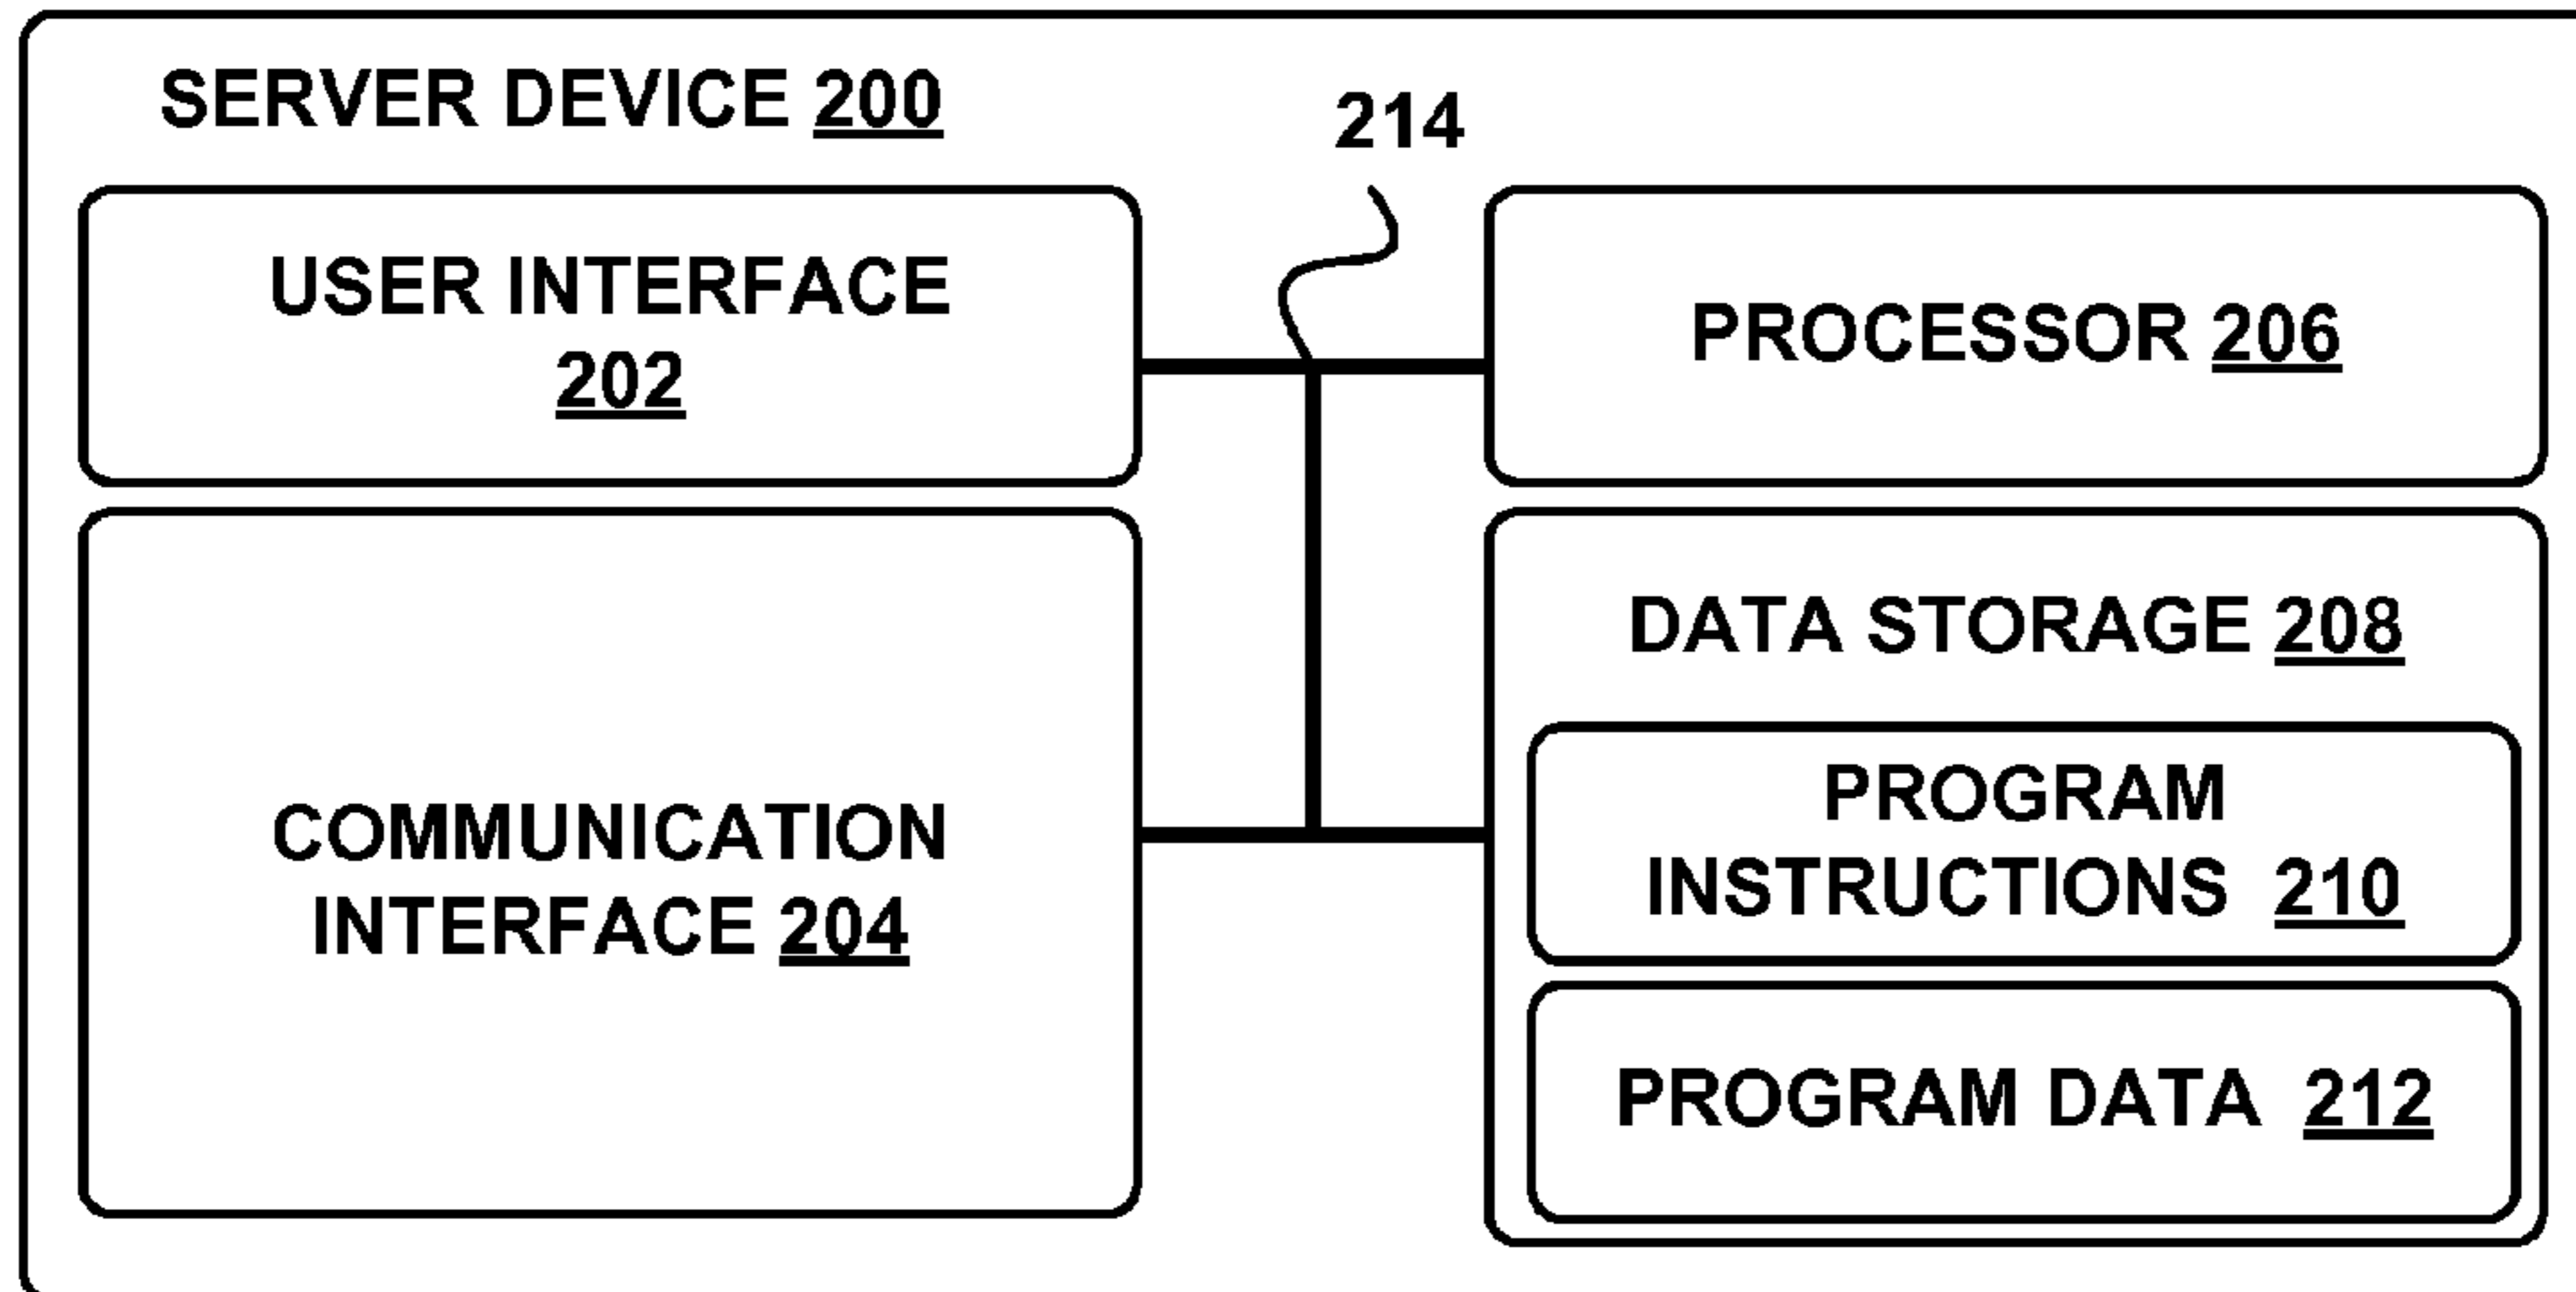 SERVER DEVICE 200
214
USER INTERFACE
202
PROCESSOR 206
COMMUNICATION
INTERFACE 204
DATA STORAGE 208
PROGRAM
INSTRUCTIONS 210
PROGRAM DATA 212